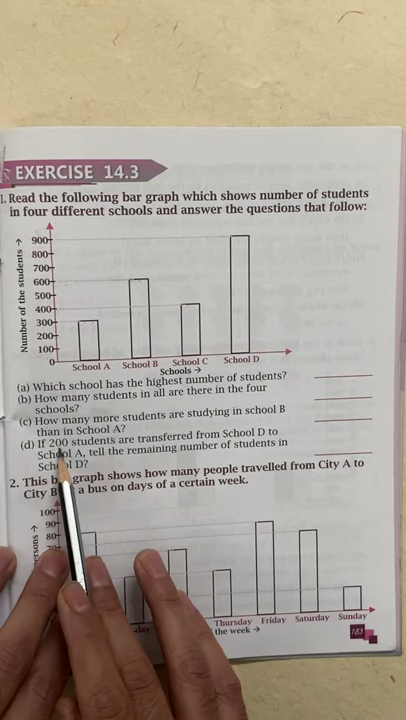 EXERCISE 14.3
1. Read the following bar graph which shows number of students
in four different schools and answer the questions that follow:
Number of the students →
900
800
700
600
500
400
300
200
100
0
School A School B School C School D
Schools →
(a) Which school has the highest number of students?
(b) How many students in all are there in the four
schools?
(c) How many more students are studying in school B
than in School A?
(d) If 200 students are transferred from School D to
School A, tell the remaining number of students in
School D?
2. This graph shows how many people travelled from City A to
City B a bus on days of a certain week.
100
90
80
Thursday Friday Saturday Sunday
the week →
183